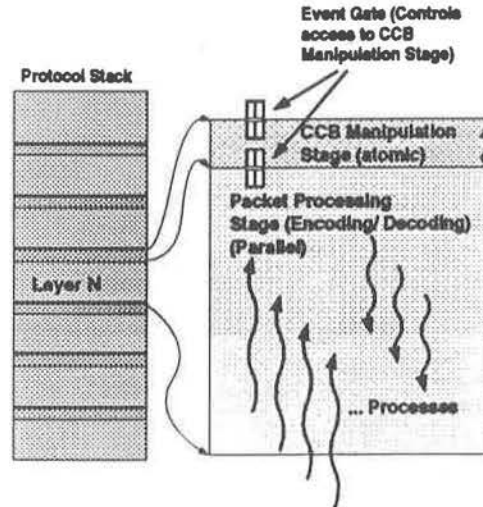 Event Gate (Controls
access to CCB
Manipulation Stage)
Protocol Stack
CCB Manipulation
Stage (atomic)
Packet Processing
Stage (Encoding/ Decoding)
(Parallel)
Layer N
... Processes